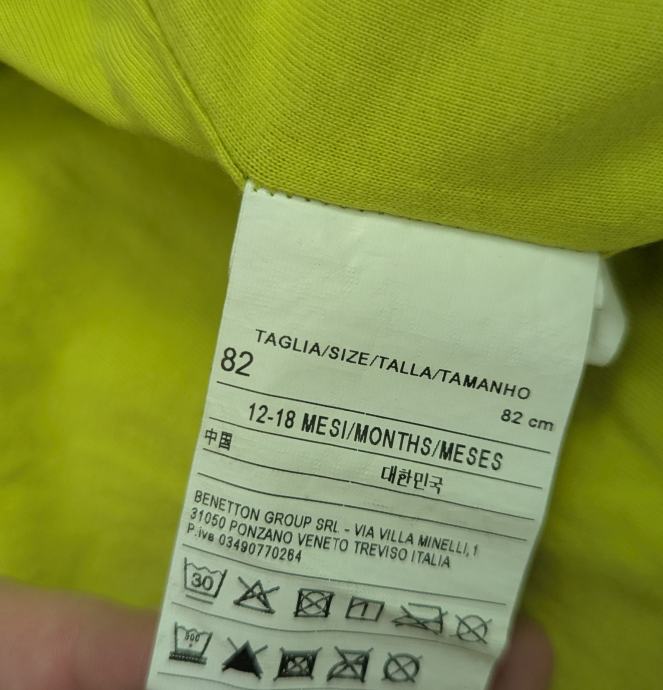 TAGLIA/SIZE/TALLA/TAMANHO
82
82 cm
12-18 MESI/MONTHS/MESES
中国
대한민국
BENETTON GROUP SRL - VIA VILLA MINELLI,1
31050 PONZANO VENETO TREVISO ITALIA
P.iva 03490770264
30